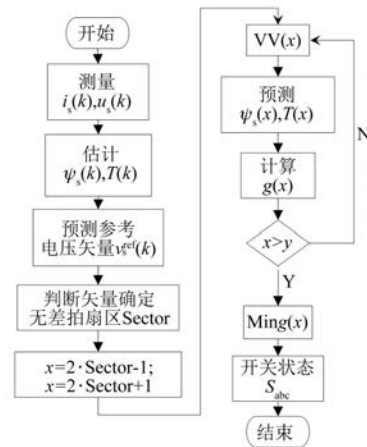 开始
测量
i_s(k),u_s(k)
估计
ψ_s(k),T(k)
预测参考
电压矢量v_s^ref(k)
判断矢量确定
无差拍扇区Sector
x=2·Sector-1;
x=2·Sector+1
VV(x)
预测
ψ_s(x),T(x)
计算
g(x)
x>y
N
Y
Ming(x)
开关状态
S_abc
结束